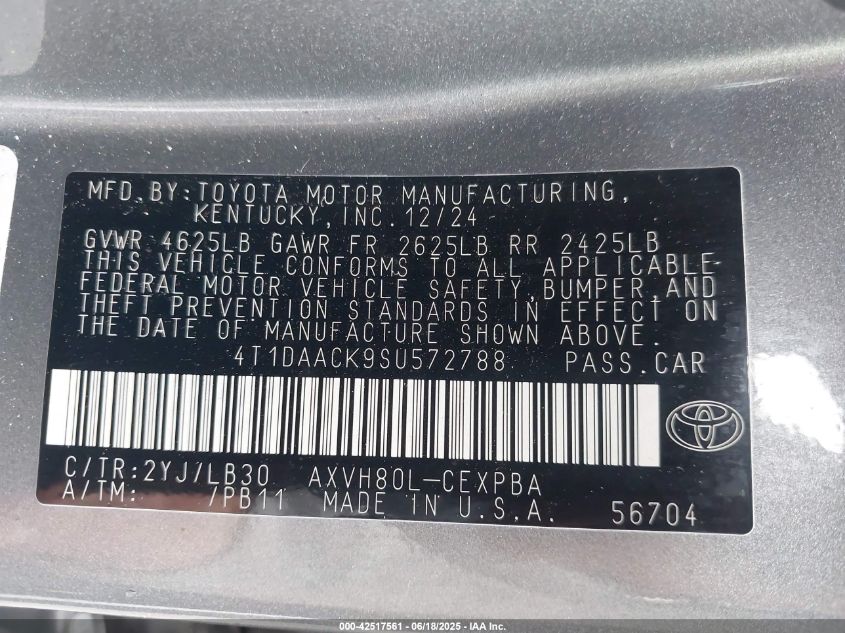 MFD.BY:TOYOTA MOTOR MANUFACTURING,
KENTUCKY,INC.12/24
GVWR 4625LB GAWR FR 2625LB RR 2425LB
THIS VEHICLE CONFORMS TO ALL APPLICABLE
FEDERAL MOTOR VEHICLE SAFETY,BUMPER,AND
THEFT PREVENTION STANDARDS IN EFFECT ON
THE DATE OF MANUFACTURE SHOWN ABOVE.
4T1DAACK9SU572788 PASS.CAR
C/TR:2YJ/LB30 AXVH80L-CEXPBA
A/TM: /PB11 MADE IN U.S.A. 56704
000-42517561 - 06/18/2025 - IAA Inc.